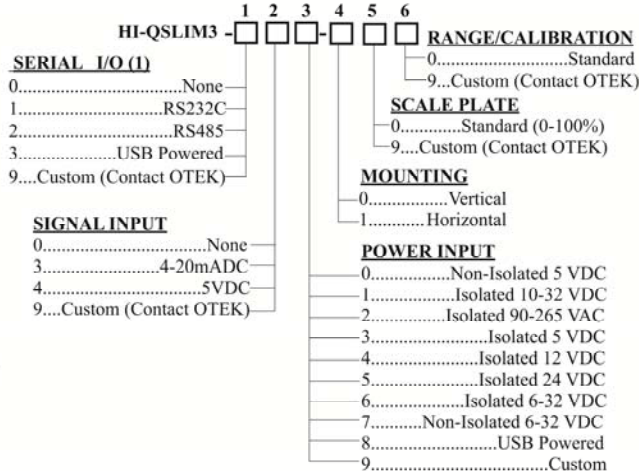 1 2 3 4 5 6
HI-QSLIM3 - -
SERIAL I/O (1)
0......................None
1......................RS232C
2......................RS485
3......................USB Powered
9....Custom (Contact OTEK)
SIGNAL INPUT
0......................None
3......................4-20mADC
4......................5VDC
9....Custom (Contact OTEK)
RANGE/CALIBRATION
0......................Standard
9...Custom (Contact OTEK)
SCALE PLATE
0.............Standard (0-100%)
9....Custom (Contact OTEK)
MOUNTING
0................Vertical
1............Horizontal
POWER INPUT
0.............Non-Isolated 5 VDC
1..............Isolated 10-32 VDC
2.............Isolated 90-265 VAC
3......................Isolated 5 VDC
4....................Isolated 12 VDC
5....................Isolated 24 VDC
6.................Isolated 6-32 VDC
7.........Non-Isolated 6-32 VDC
8......................USB Powered
9..............................Custom